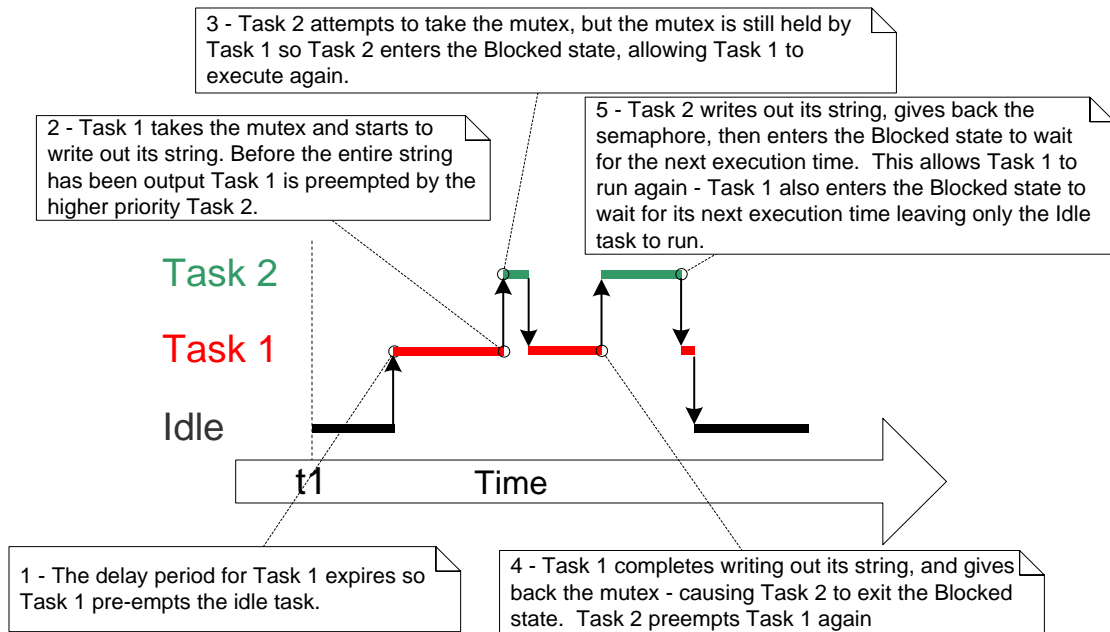 3 - Task 2 attempts to take the mutex, but the mutex is still held by
Task 1 so Task 2 enters the Blocked state, allowing Task 1 to
execute again.
2 - Task 1 takes the mutex and starts to
write out its string. Before the entire string
has been output Task 1 is preempted by the
higher priority Task 2.
5 - Task 2 writes out its string, gives back the
semaphore, then enters the Blocked state to wait
for the next execution time.  This allows Task 1 to
run again - Task 1 also enters the Blocked state to
wait for its next execution time leaving only the Idle
task to run.
Task 2
Task 1
Idle
t1
Time
1 - The delay period for Task 1 expires so
Task 1 pre-empts the idle task.
4 - Task 1 completes writing out its string, and gives
back the mutex - causing Task 2 to exit the Blocked
state.  Task 2 preempts Task 1 again